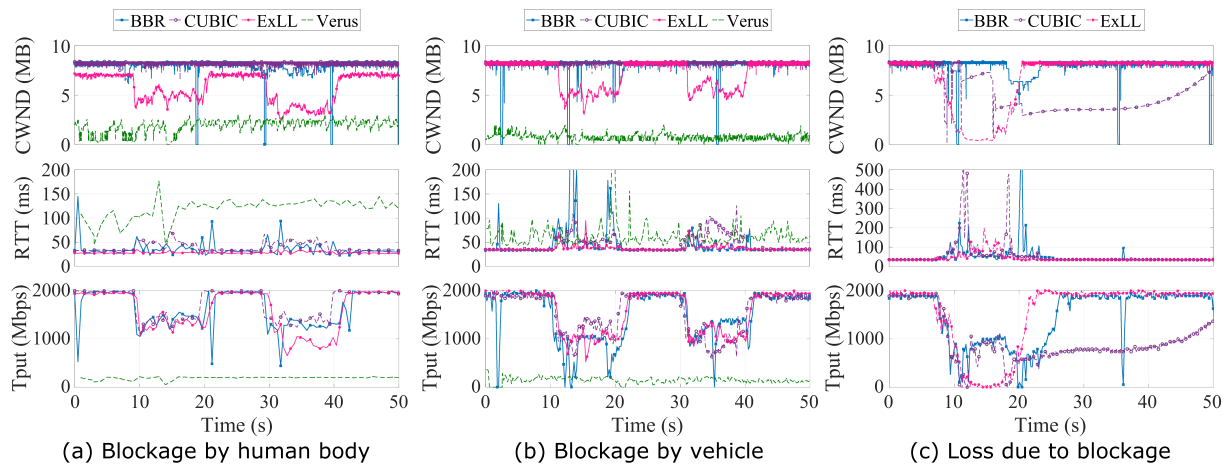 BBR CUBIC ExLL Verus
BBR CUBIC ExLL Verus
BBR CUBIC ExLL
CWND (MB)
10
5
0
CWND (MB)
10
5
0
CWND (MB)
10
5
0
RTT (ms)
200
150
100
50
0
RTT (ms)
200
150
100
50
0
RTT (ms)
500
400
300
200
100
0
Tput (Mbps)
2000
1000
0
Tput (Mbps)
2000
1000
0
Tput (Mbps)
2000
1000
0
0 10 20 30 40 50
0 10 20 30 40 50
0 10 20 30 40 50
Time (s)
Time (s)
Time (s)
(a) Blockage by human body
(b) Blockage by vehicle
(c) Loss due to blockage